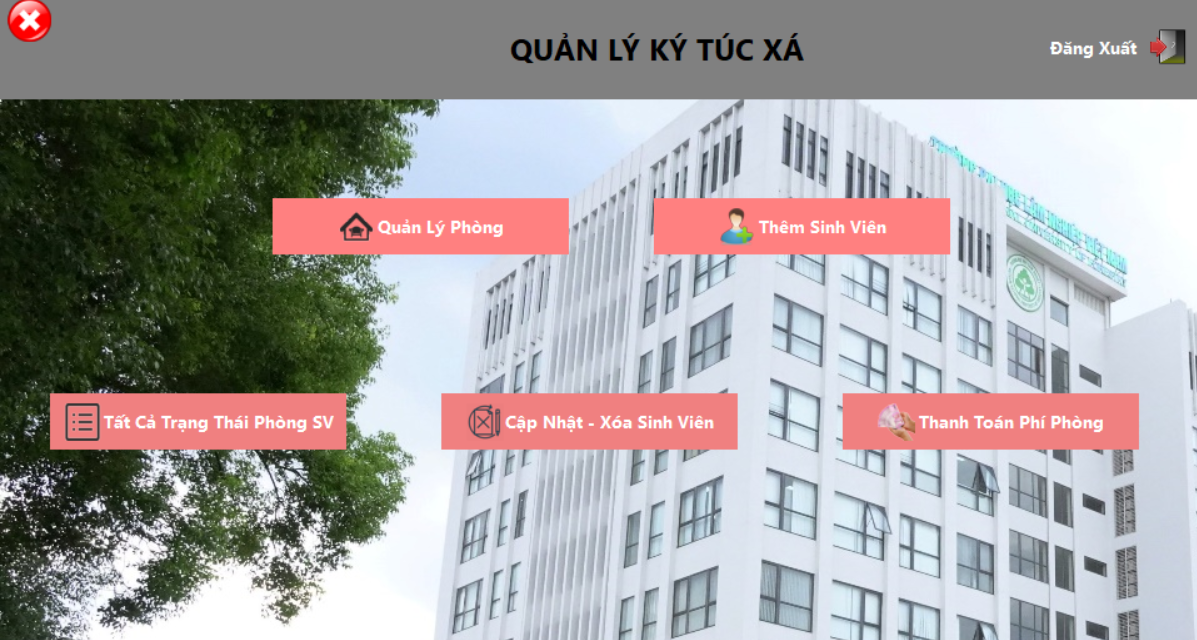 QUẢN LÝ KÝ TÚC XÁ
Đăng Xuất
Quản Lý Phòng
Thêm Sinh Viên
Tất Cả Trạng Thái Phòng SV
Cập Nhật - Xóa Sinh Viên
Thanh Toán Phí Phòng